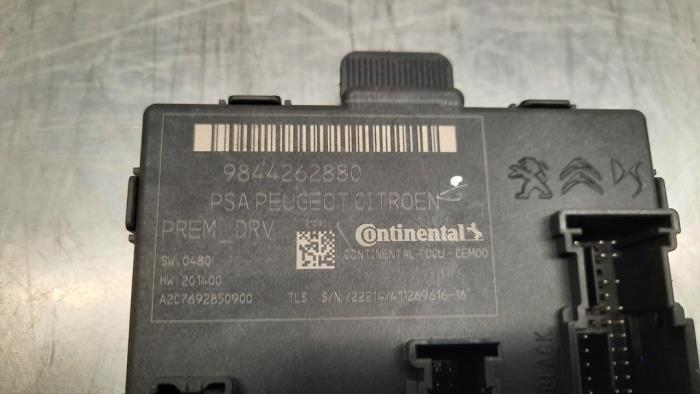 9844262880
PSA PEUGEOT CITROEN
PREM_DRV
Continental
CONTINENTAL - DCU - CEM00
SW: 0480
HW: 201400
A2C7692850900
TLS S/N:/22214/411269616-16
DS
BLACK